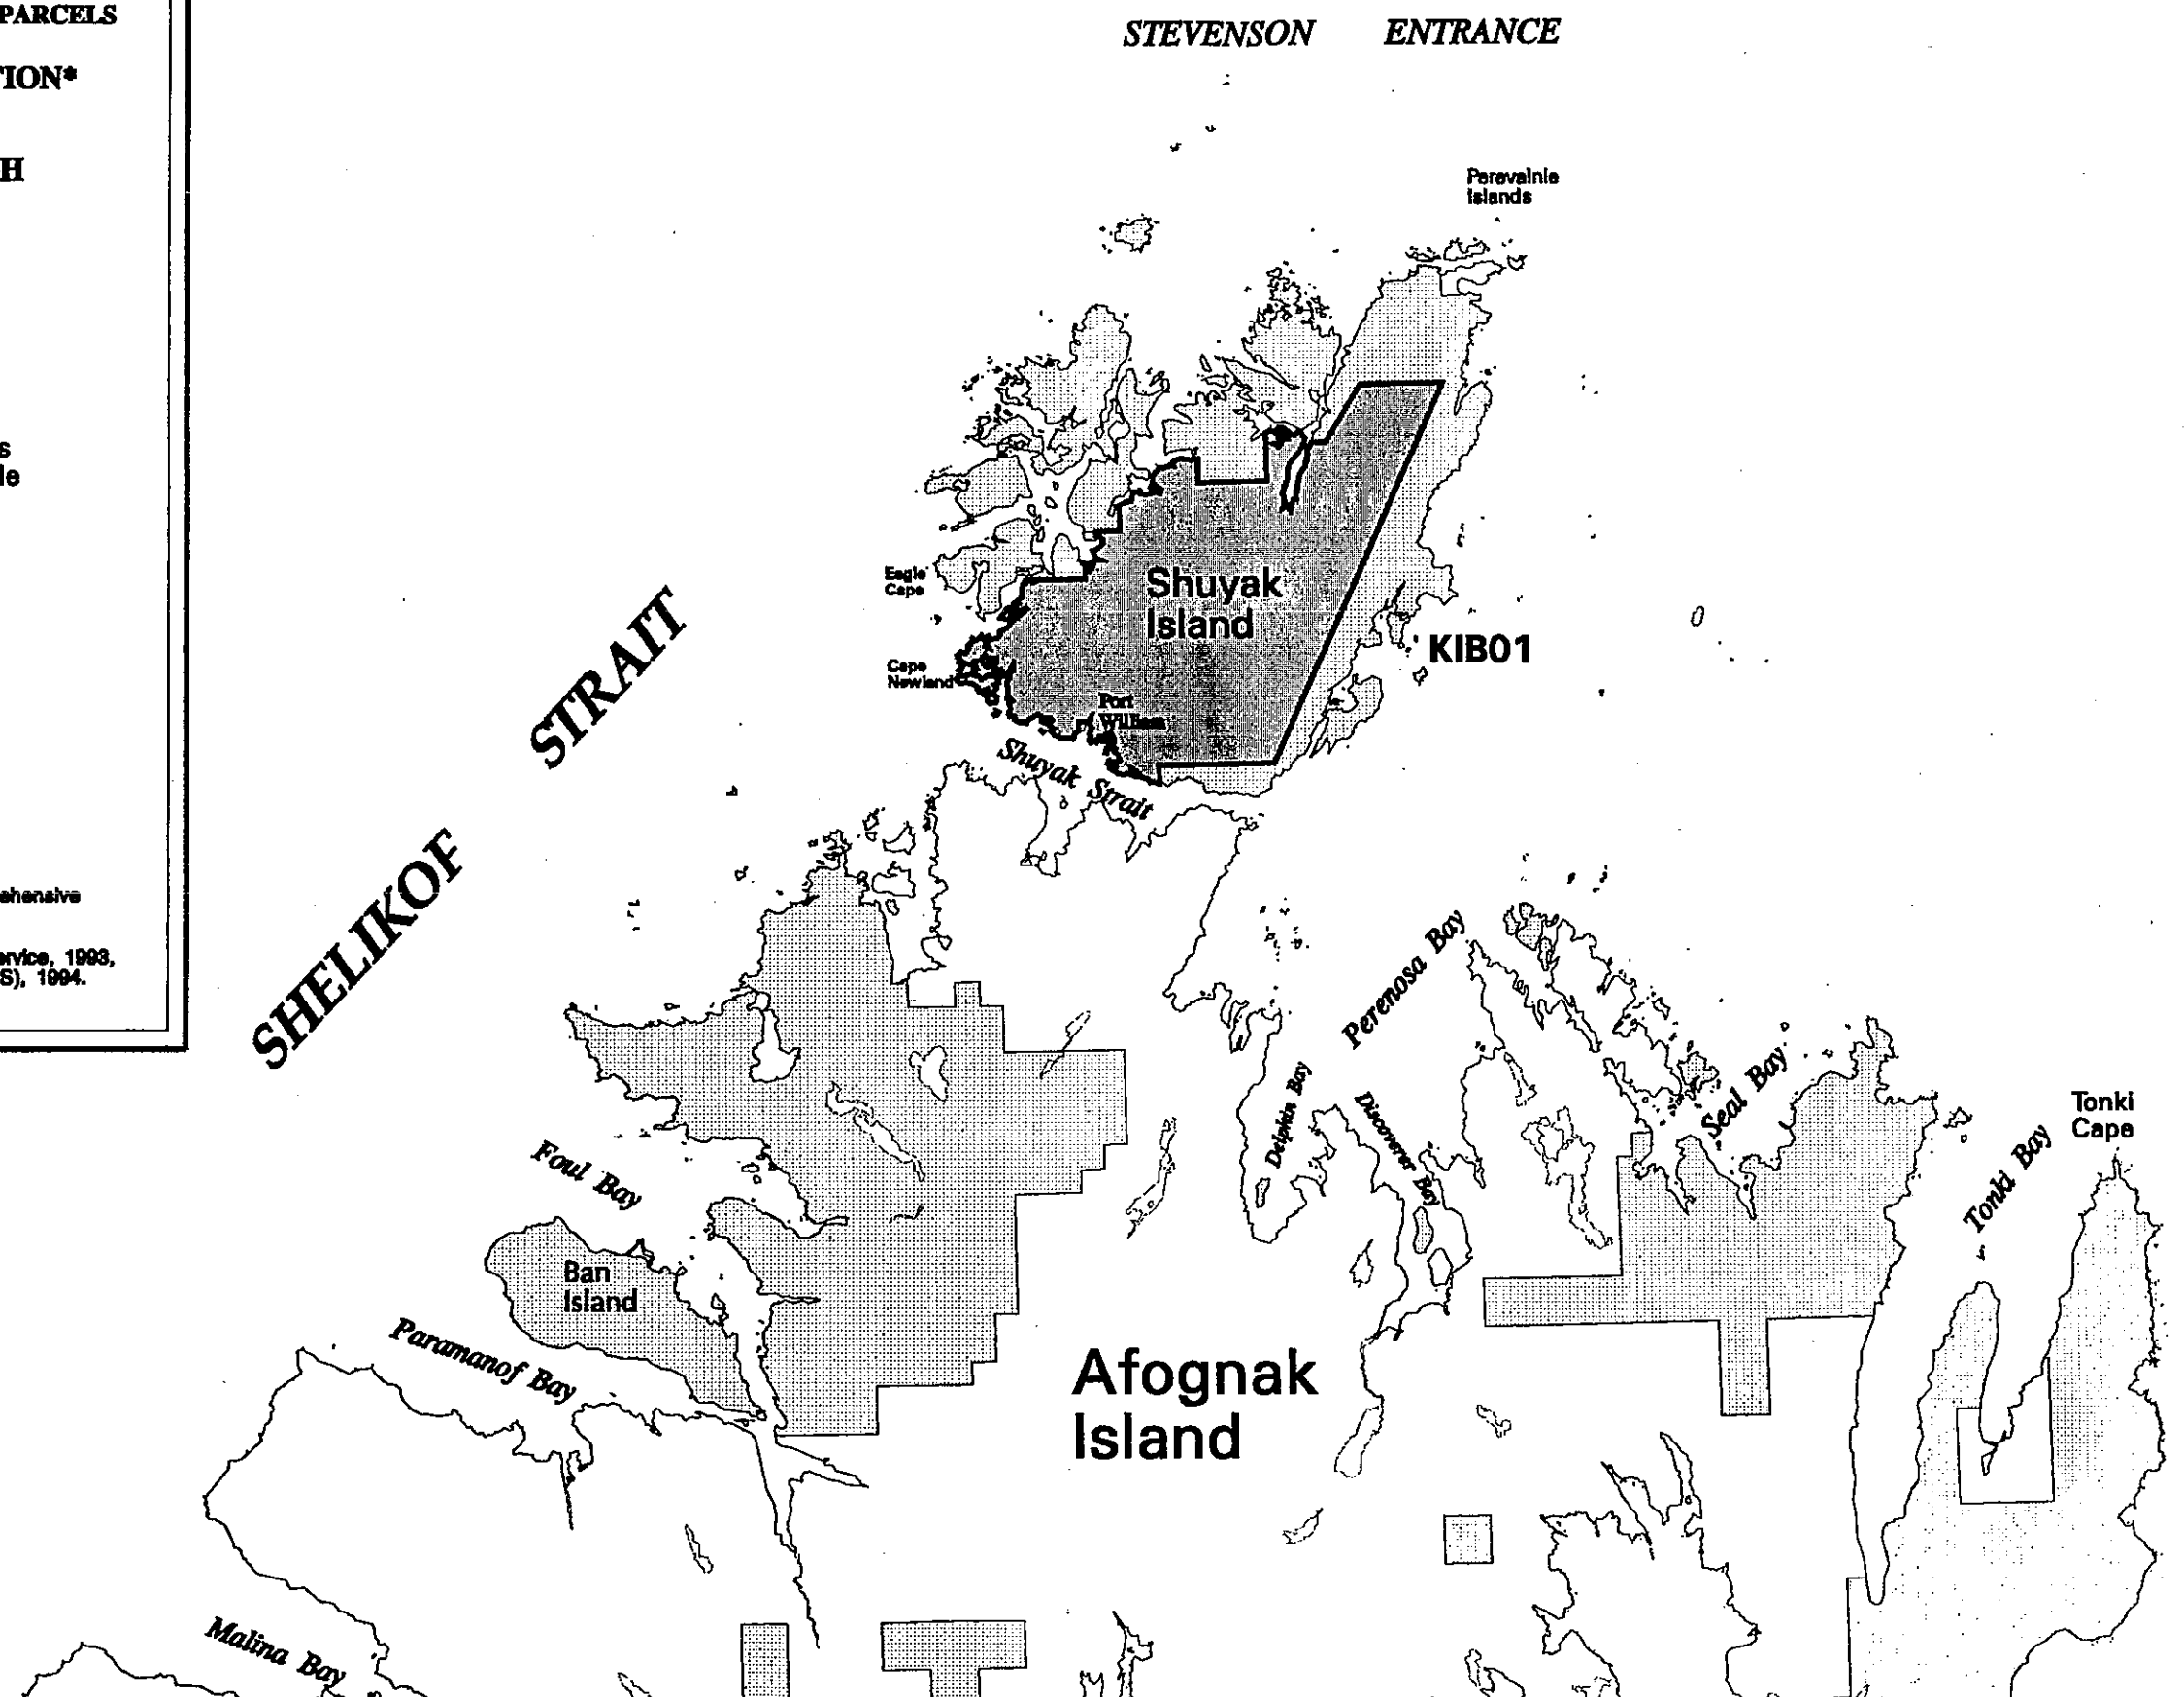 PARCELS
TION*
H
s
le
ehensive
ervice, 1993,
S), 1994.
STEVENSON ENTRANCE
Perevalnie
Islands
Eagle
Cape
Shuyak
Island
KIB01
Cape
Newland
Port
William
Shuyak Strait
SHELIKOF STRAIT
Perenosa Bay
Seal Bay
Delphin Bay
Discoverer Bay
Tonki
Cape
Tonki Bay
Foul Bay
Ban
Island
Paramanof Bay
Afognak
Island
Malina Bay